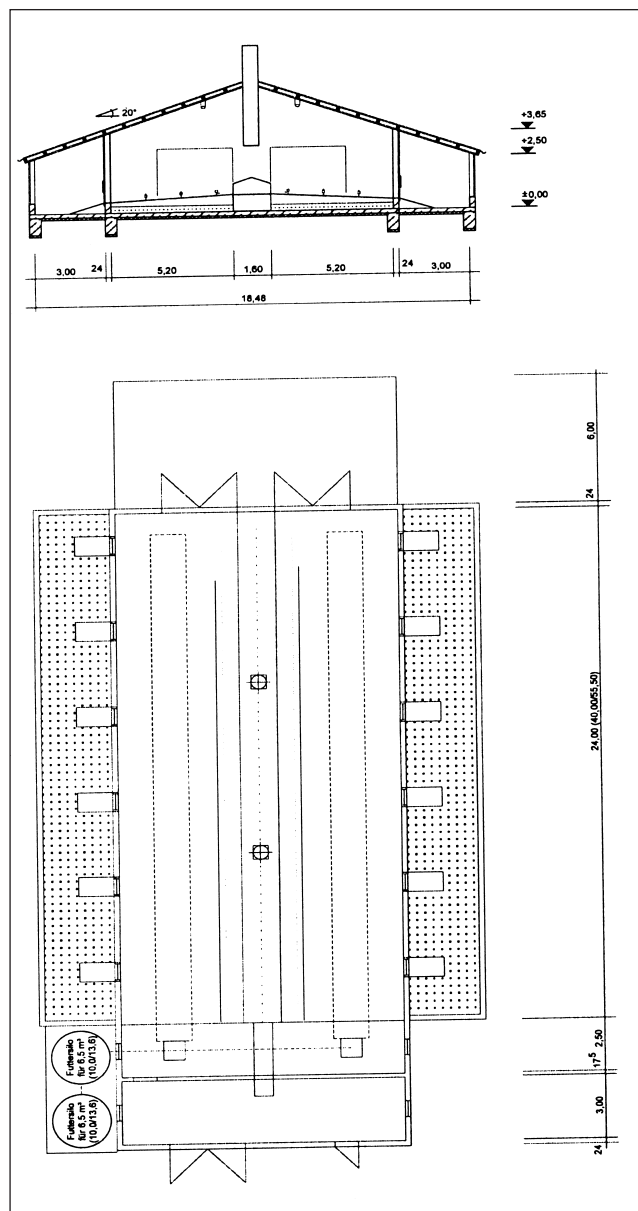 20°
+3,65
+2,50
±0,00
3,00 24 5,20 1,60 5,20 24 3,00
18,48
6,00
24
24,00 (40,00/55,50)
2,50
17⁵
3,00
24
Futtersilo
für 6,5 m³
(10,0/13,6)
Futtersilo
für 6,5 m³
(10,0/13,6)